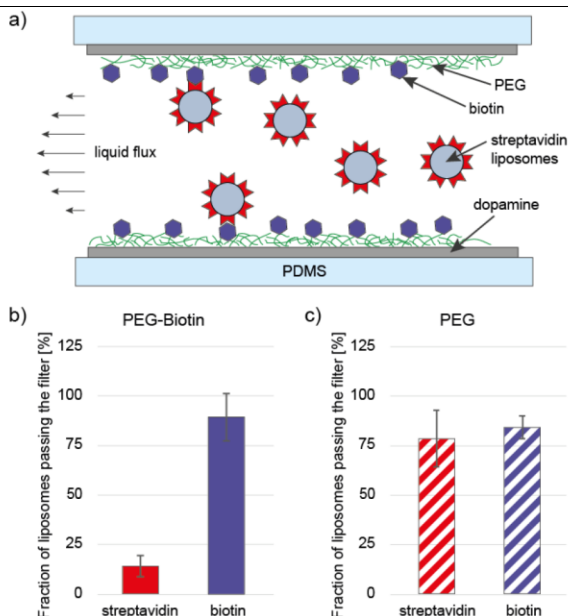 a)
PEG
biotin
liquid flux
streptavidin
liposomes
dopamine
PDMS
b)
PEG-Biotin
Fraction of liposomes passing the filter [%]
125
100
75
50
25
0
streptavidin
biotin
c)
PEG
Fraction of liposomes passing the filter [%]
125
100
75
50
25
0
streptavidin
biotin